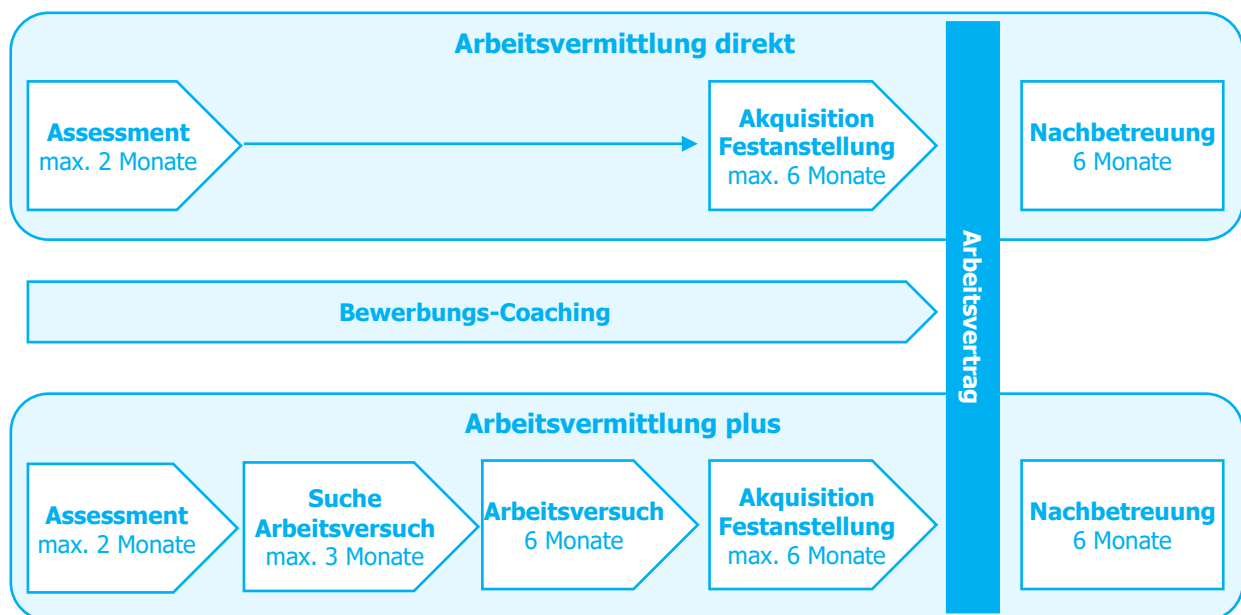 Arbeitsvermittlung direkt
Assessment
max. 2 Monate
Akquisition
Festanstellung
max. 6 Monate
Nachbetreuung
6 Monate
Bewerbungs-Coaching
Arbeitsvertrag
Arbeitsvermittlung plus
Assessment
max. 2 Monate
Suche
Arbeitsversuch
max. 3 Monate
Arbeitsversuch
6 Monate
Akquisition
Festanstellung
max. 6 Monate
Nachbetreuung
6 Monate